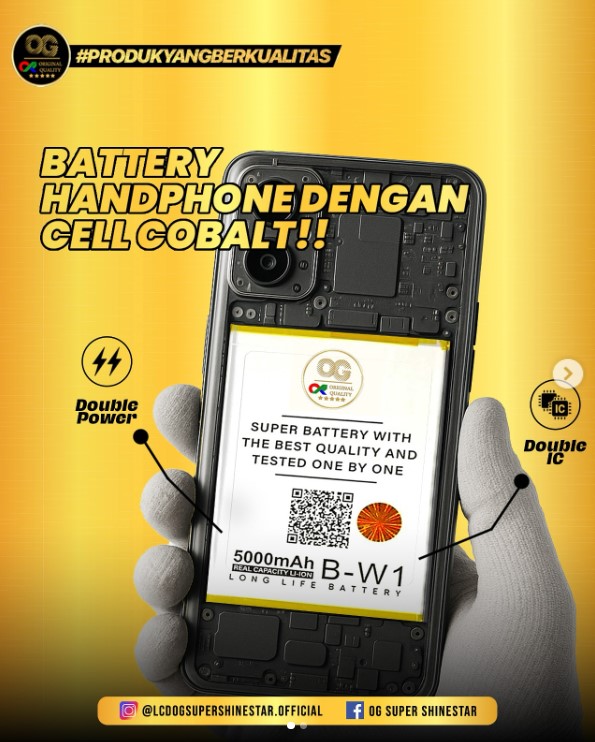 OG
OR ORIGINAL
QUALITY
#PRODUKYANGBERKUALITAS
BATTERY
HANDPHONE DENGAN
CELL COBALT!!
Double
Power
OG
ORIGINAL
QUALITY
SUPER BATTERY WITH
THE BEST QUALITY AND
TESTED ONE BY ONE
IC
Double
IC
5000mAh
REAL CAPACITY LI-ION
B-W1
LONG LIFE BATTERY
@LCDOGSUPERSHINESTAR.OFFICIAL
OG SUPER SHINESTAR